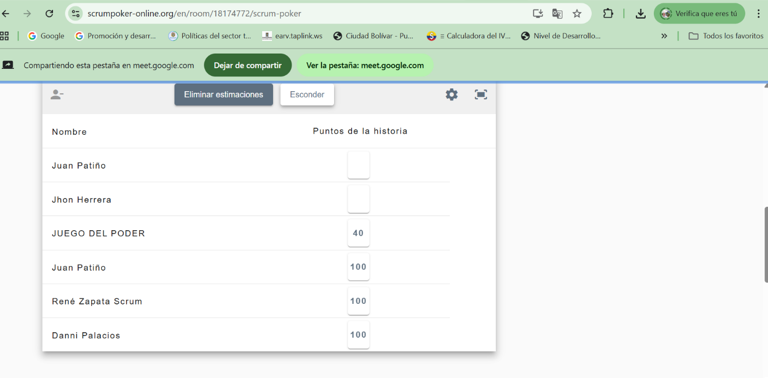 scrumpoker-online.org/en/room/18174772/scrum-poker
Verifica que eres tú
Google
Promoción y desarr...
Políticas del sector t...
earv.taplink.ws
Ciudad Bolívar - Pu...
Calculadora del IV...
Nivel de Desarrollo...
»
Todos los favoritos
Compartiendo esta pestaña en meet.google.com
Dejar de compartir
Ver la pestaña: meet.google.com
Eliminar estimaciones
Esconder
Nombre Puntos de la historia
Juan Patiño
Jhon Herrera
JUEGO DEL PODER 40
Juan Patiño 100
René Zapata Scrum 100
Danni Palacios 100